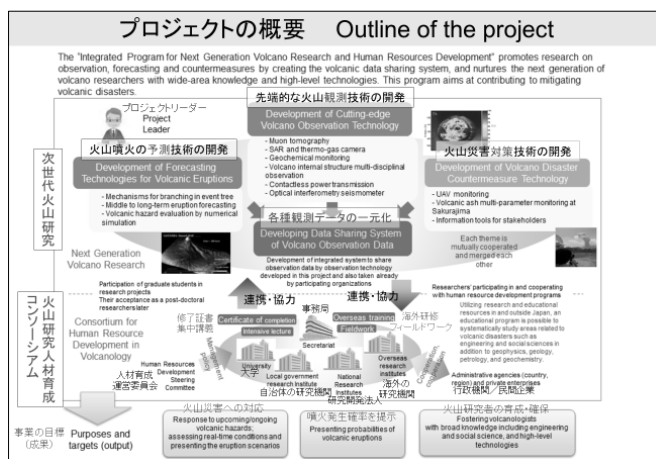 プロジェクトの概要 Outline of the project
The "Integrated Program for Next Generation Volcano Research and Human Resources Development" promotes research on
observation, forecasting and countermeasures by creating the volcanic data sharing system, and nurtures the next generation of
volcano researchers with wide-area knowledge and high-level technologies. This program aims at contributing to mitigating
volcanic disasters.
プロジェクトリーダー
Project
Leader
先端的な火山観測技術の開発
Development of Cutting-edge
Volcano Observation Technology
- Muon tomography
- SAR and thermo-gas camera
- Geochemical monitoring
- Volcano internal structure multi-disciplinal
observation
- Contactless power transmission
- Optical interferometry seismometer
火山噴火の予測技術の開発
Development of Forecasting
Technologies for Volcanic Eruptions
- Mechanisms for branching in event tree
- Middle to long-term eruption forecasting
- Volcanic hazard evaluation by numerical
simulation
火山災害対策技術の開発
Development of Volcano Disaster
Countermeasure Technology
- UAV monitoring
- Volcanic ash multi-parameter monitoring at
Sakurajima
- Information tools for stakeholders
次世代火山研究
Next Generation
Volcano Research
各種観測データの一元化
Developing Data Sharing System
of Volcano Observation Data
Development of integrated system to share
observation data by observation technology
developed in this project and also taken already
by participating organizations
Each theme is
mutually cooperated
and merged each
other
火山研究人材育成
コンソーシアム
Consortium for
Human Resource
Development in
Volcanology
Participation of graduate students in
research projects
Their acceptance as a post-doctoral
researcherslater
連携・協力
連携・協力
Researchers' participating in and cooperating
with human resource development programs
Utilizing research and educational
resources in and outside Japan, an
educational program is possible to
systematically study areas related to
volcanic disasters such as
engineering and social sciences in
addition to geophysics, geology,
petrology, and geochemistry.
修了証書
集中講義
Certificate of completion
Intensive lecture
事務局
Secretariat
Overseas training
Fieldwork
海外研修
フィールドワーク
Management
policy
人材育成
運営委員会
Human Resources
Development
Steering
Committee
University
大学
Local government
research Institute
自治体の研究機関
National
Research
Institutes
研究開発法人
Overseas
research
institutes
海外の
研究機関
Administrative agencies (country,
region) and private enterprises
行政機関／民間企業
事業の目標
(成果)
Purposes and
targets (output)
火山災害への対応
Response to upcoming/ongoing
volcanic hazards;
assessing real-time conditions and
presenting the eruption scenarios
噴火発生確率を提示
Presenting probabilities of
volcanic eruptions
火山研究者の育成・確保
Fostering volcanologists
with broad knowledge including engineering
and social science, and high-level
technologies